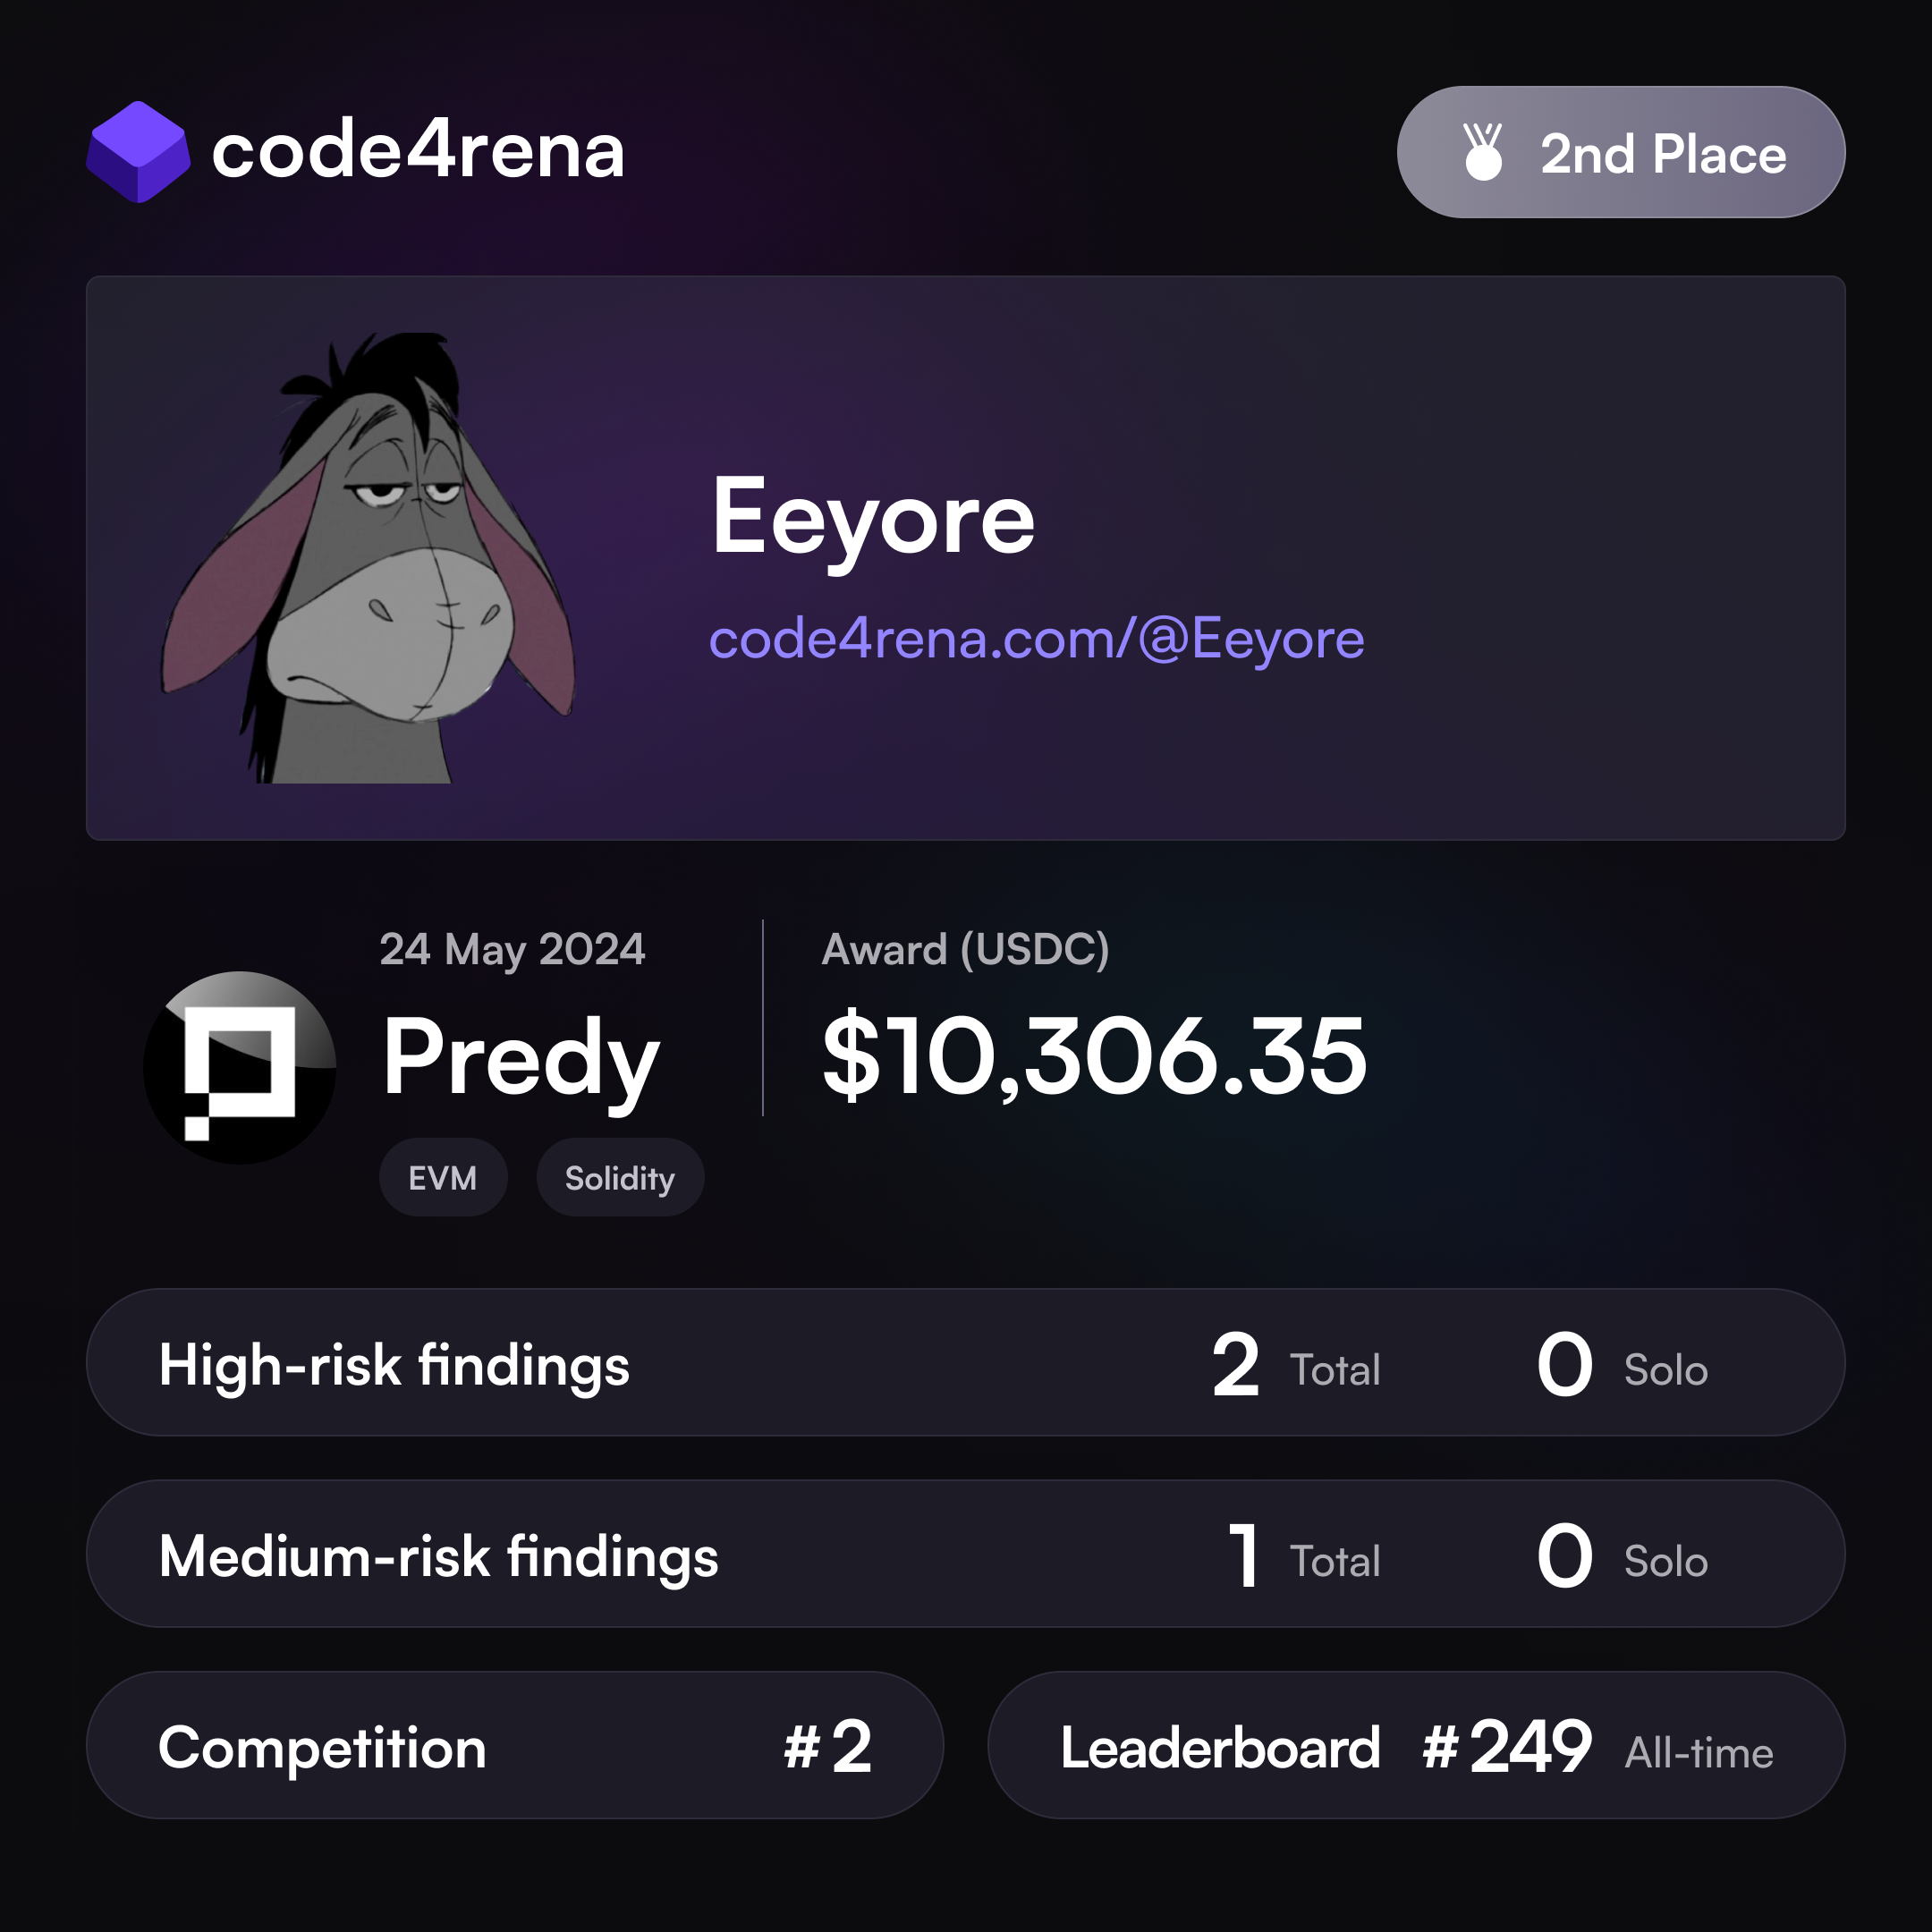 code4rena
2nd Place
Eeyore
code4rena.com/@Eeyore
24 May 2024
Predy
EVM Solidity
Award (USDC)
$10,306.35
High-risk findings 2 Total 0 Solo
Medium-risk findings 1 Total 0 Solo
Competition #2
Leaderboard #249 All-time